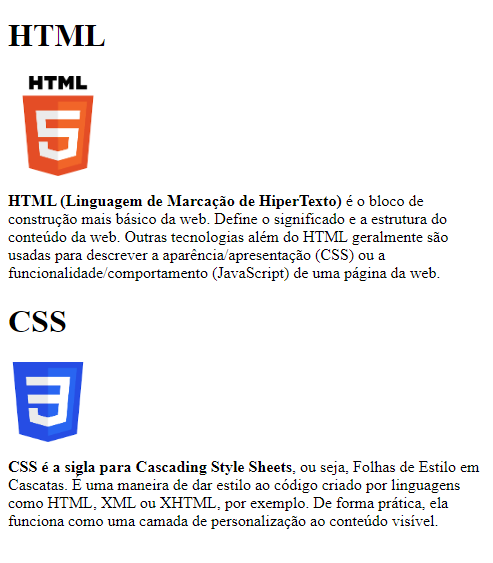 HTML
HTML
5
HTML (Linguagem de Marcação de HiperTexto) é o bloco de
construção mais básico da web. Define o significado e a estrutura do
conteúdo da web. Outras tecnologias além do HTML geralmente são
usadas para descrever a aparência/apresentação (CSS) ou a
funcionalidade/comportamento (JavaScript) de uma página da web.
CSS
3
CSS é a sigla para Cascading Style Sheets, ou seja, Folhas de Estilo em
Cascatas. É uma maneira de dar estilo ao código criado por linguagens
como HTML, XML ou XHTML, por exemplo. De forma prática, ela
funciona como uma camada de personalização ao conteúdo visível.